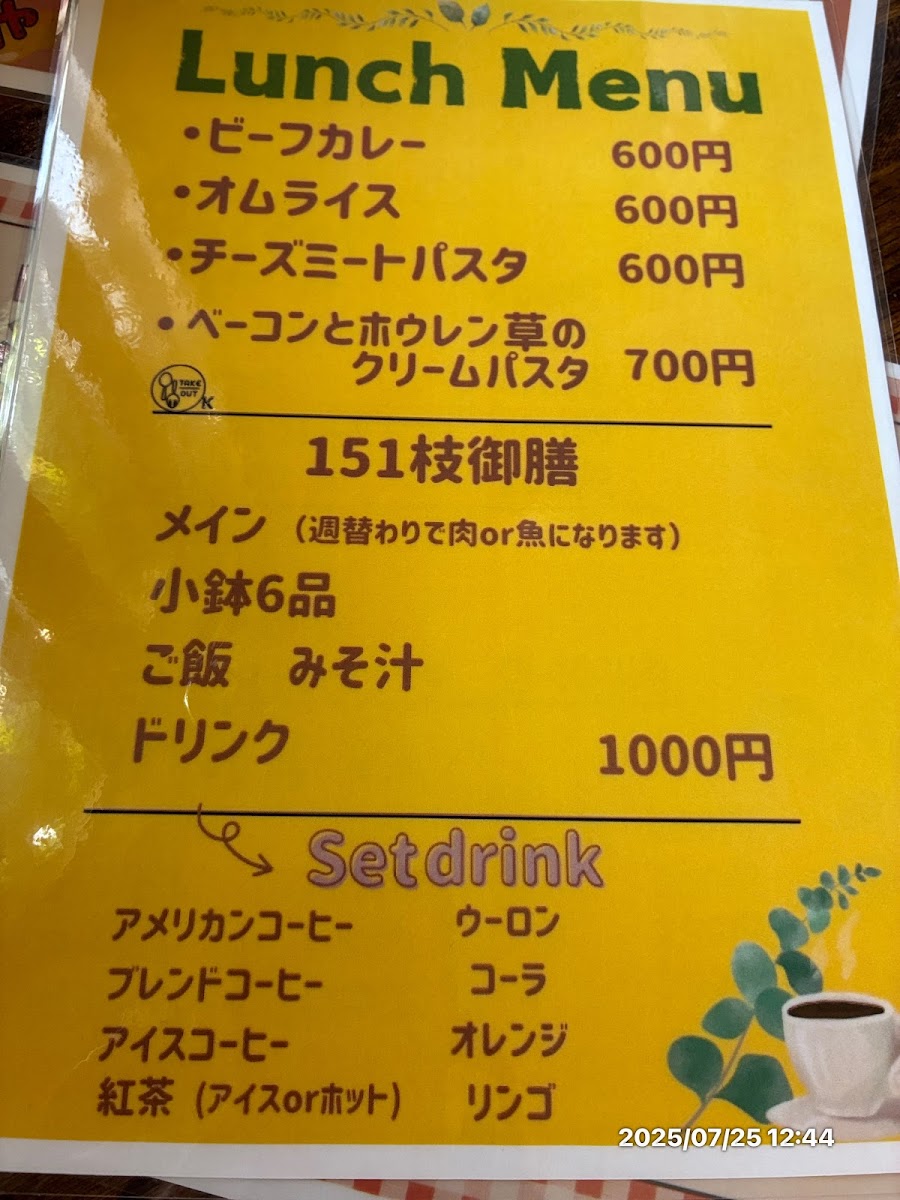 Lunch Menu
・ビーフカレー 600円
・オムライス 600円
・チーズミートパスタ 600円
・ベーコンとホウレン草の
クリームパスタ 700円
TAKE OUT OK
151枝御膳
メイン (週替わりで肉or魚になります)
小鉢6品
ご飯 みそ汁
ドリンク 1000円
Set drink
アメリカンコーヒー ウーロン
ブレンドコーヒー コーラ
アイスコーヒー オレンジ
紅茶 (アイスorホット) リンゴ
2025/07/25 12:44